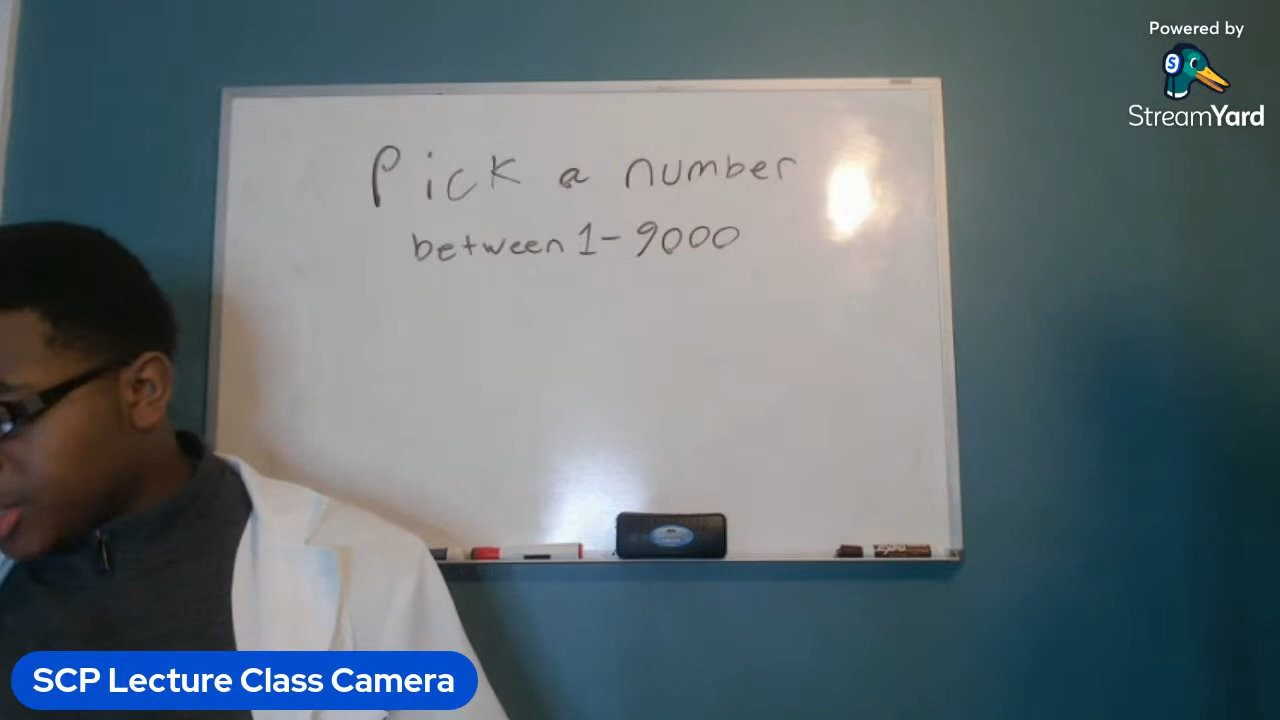 Powered by
StreamYard
Pick a number
between 1-9000
SCP Lecture Class Camera